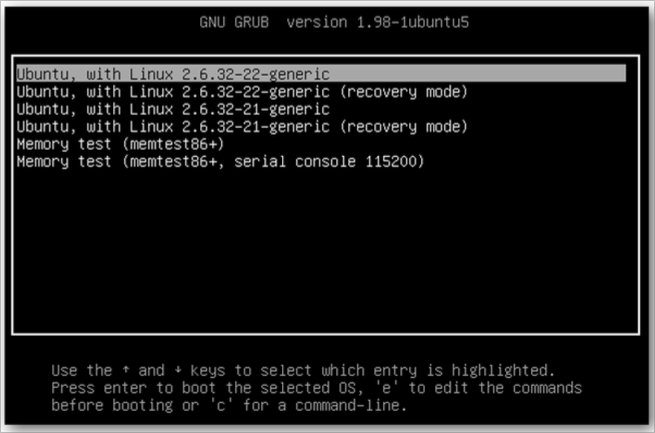 GNU GRUB  version 1.98-1ubuntu5
Ubuntu, with Linux 2.6.32-22-generic
Ubuntu, with Linux 2.6.32-22-generic (recovery mode)
Ubuntu, with Linux 2.6.32-21-generic
Ubuntu, with Linux 2.6.32-21-generic (recovery mode)
Memory test (memtest86+)
Memory test (memtest86+, serial console 115200)
Use the ↑ and ↓ keys to select which entry is highlighted.
Press enter to boot the selected OS, 'e' to edit the commands
before booting or 'c' for a command-line.